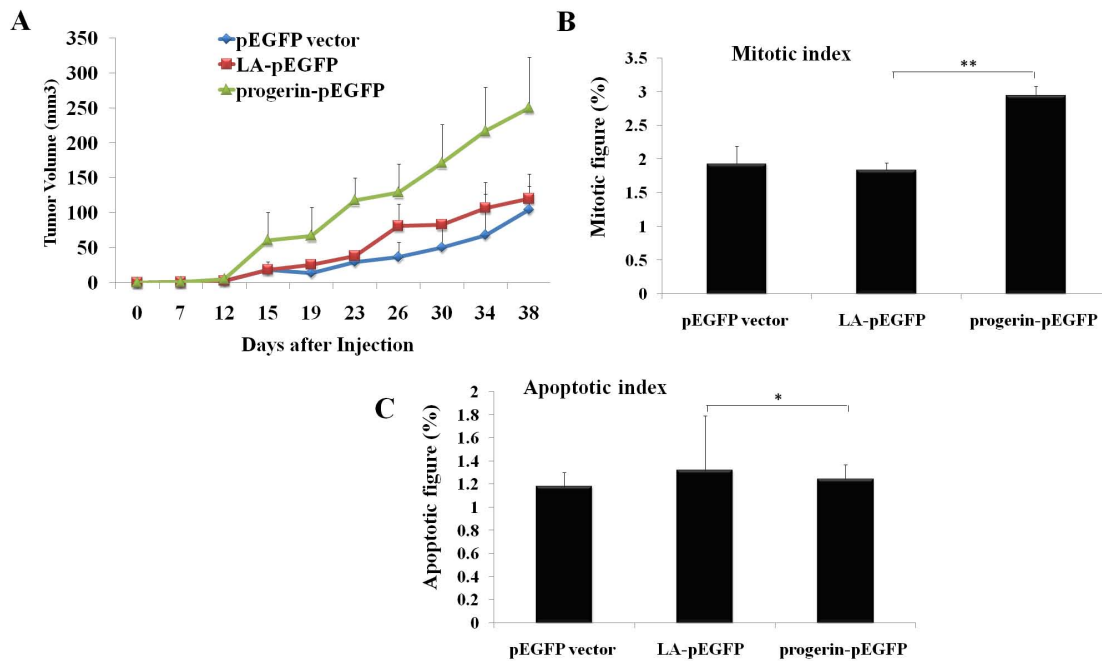 A
pEGFP vector
LA-pEGFP
progerin-pEGFP
Tumor Volume (mm3)
350
300
250
200
150
100
50
0
0 7 12 15 19 23 26 30 34 38
Days after Injection
B
Mitotic index
**
Mitotic figure (%)
3.5
3
2.5
2
1.5
1
0.5
0
pEGFP vector LA-pEGFP progerin-pEGFP
C
Apoptotic index
*
Apoptotic figure (%)
2
1.8
1.6
1.4
1.2
1
0.8
0.6
0.4
0.2
0
pEGFP vector LA-pEGFP progerin-pEGFP